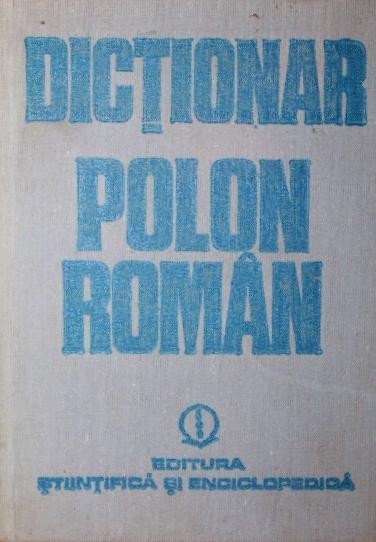 DICȚIONAR
POLON
ROMÂN
EDITURA
ȘTIINȚIFICĂ ȘI ENCICLOPEDICĂ